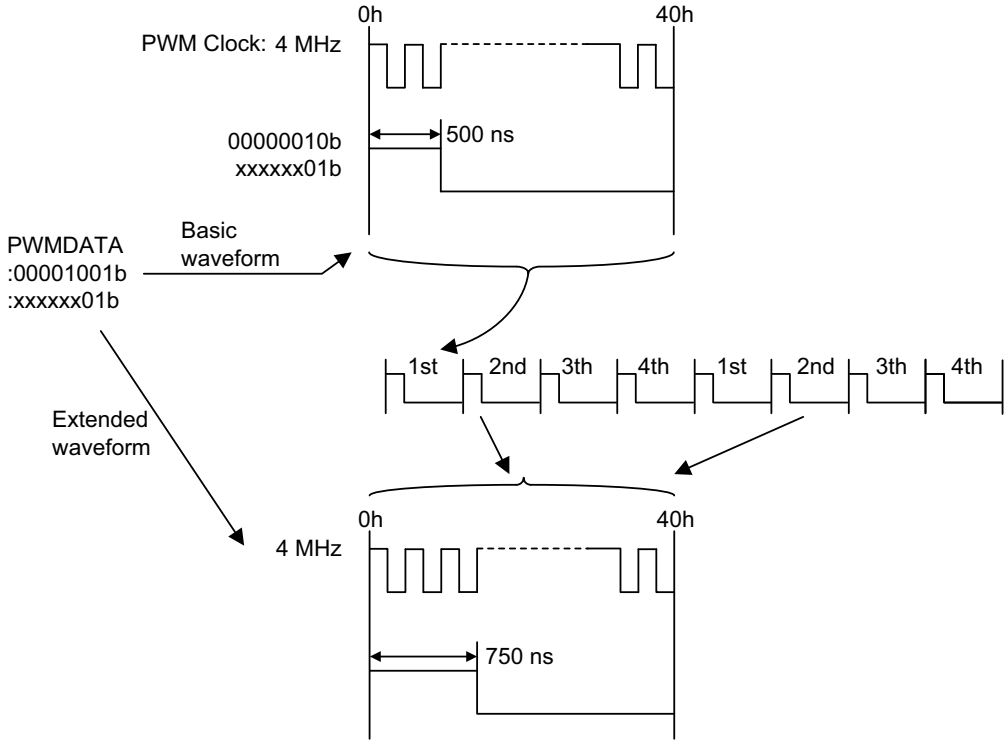 0h 40h
PWM Clock: 4 MHz
500 ns
00000010b
xxxxxx01b
Basic
waveform
PWMDATA
:00001001b
:xxxxxx01b
1st 2nd 3th 4th 1st 2nd 3th 4th
Extended
waveform
0h 40h
4 MHz
750 ns